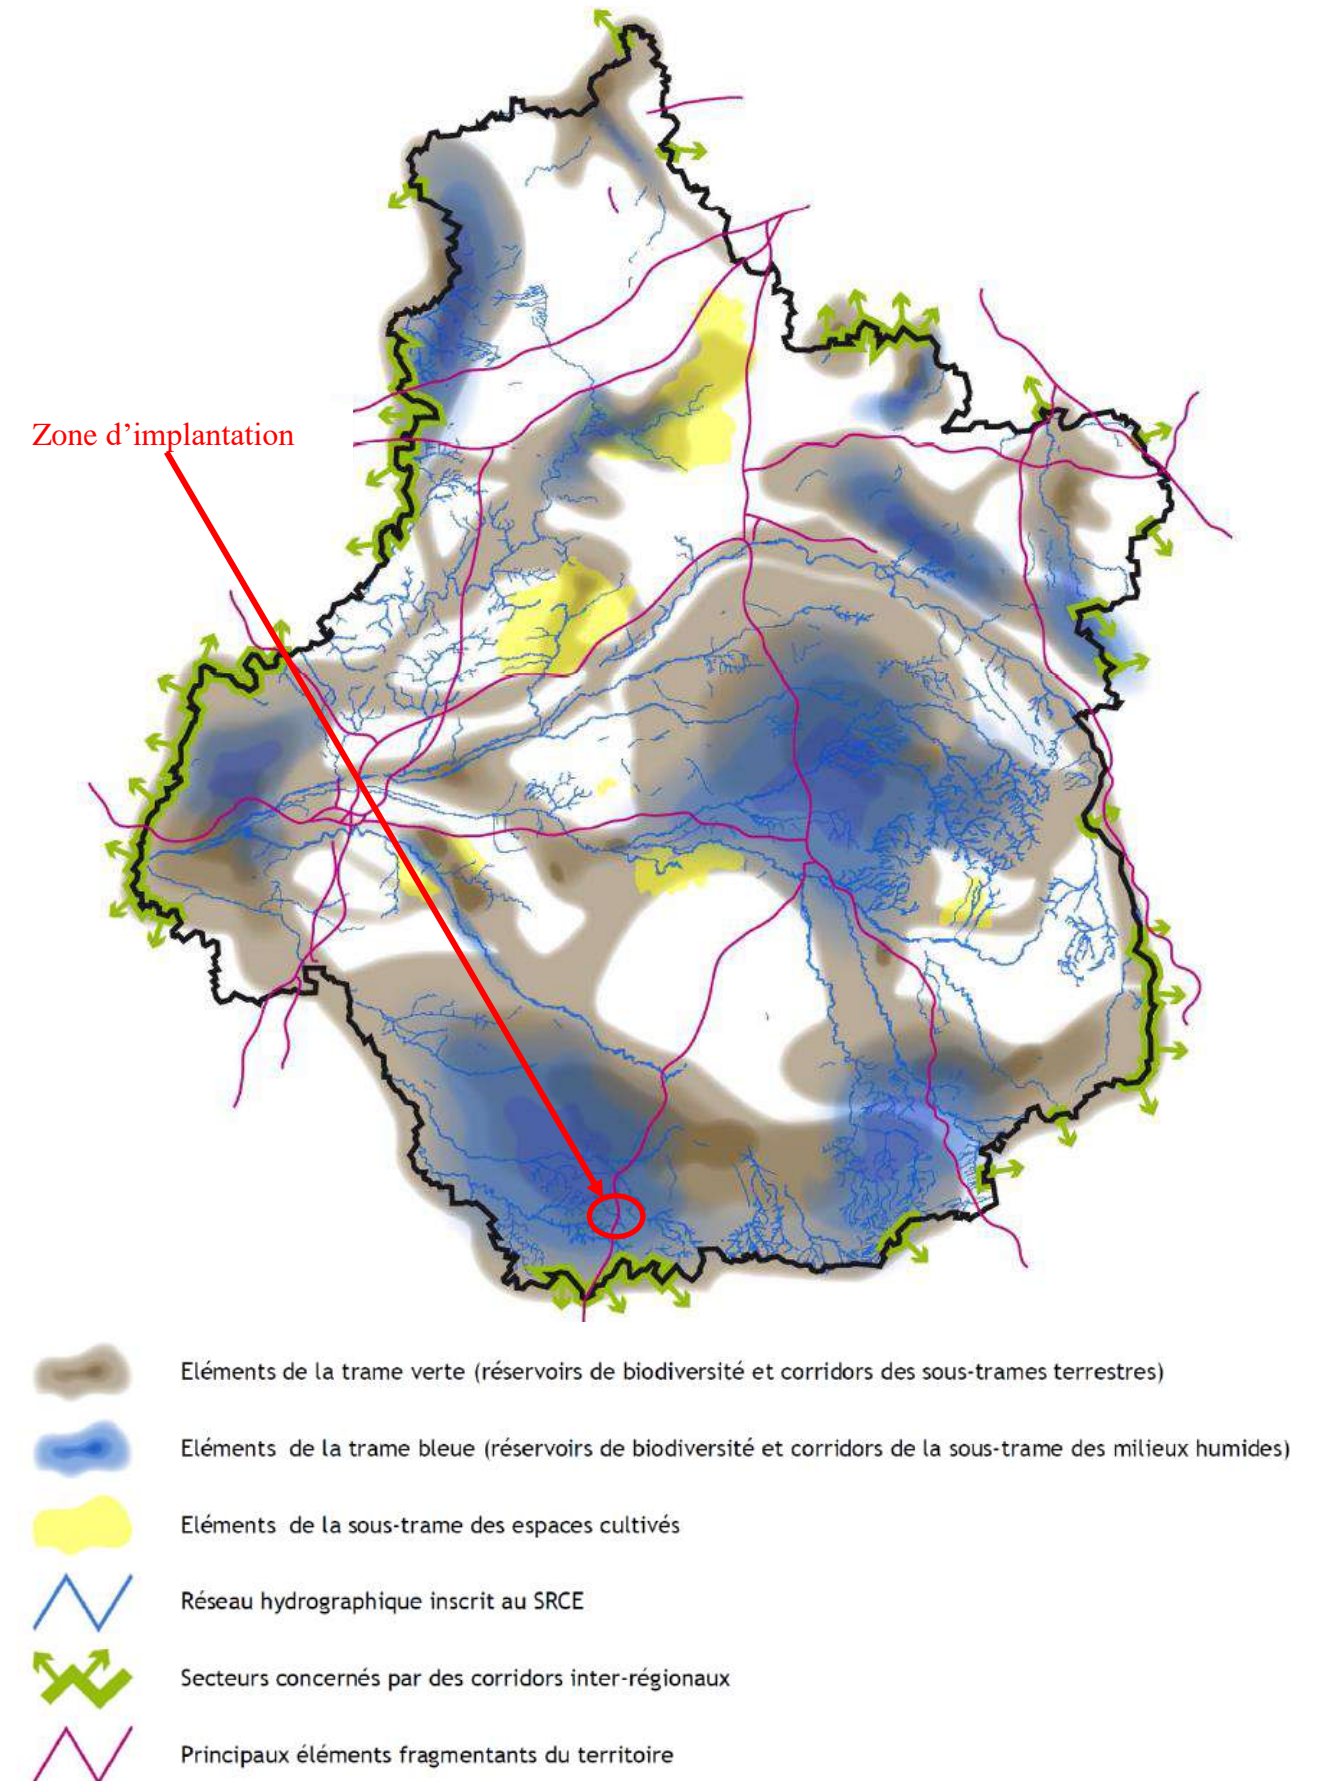 Zone d’implantation
Eléments de la trame verte (réservoirs de biodiversité et corridors des sous-trames terrestres)
Eléments de la trame bleue (réservoirs de biodiversité et corridors de la sous-trame des milieux humides)
Eléments de la sous-trame des espaces cultivés
Réseau hydrographique inscrit au SRCE
Secteurs concernés par des corridors inter-régionaux
Principaux éléments fragmentants du territoire